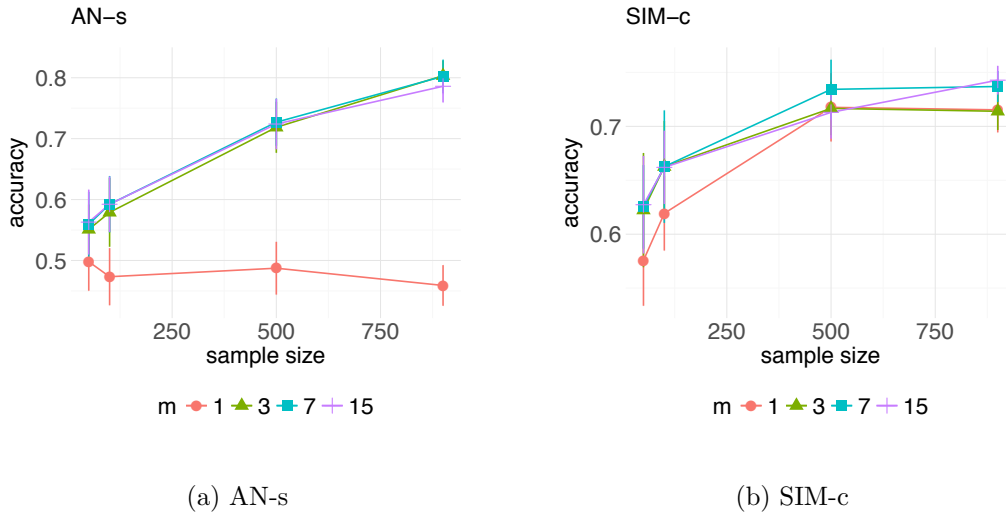 AN−s
0.8
0.7
0.6
0.5
accuracy
250 500 750
sample size
m 1 3 7 15
(a) AN-s
SIM−c
0.7
0.6
accuracy
250 500 750
sample size
m 1 3 7 15
(b) SIM-c